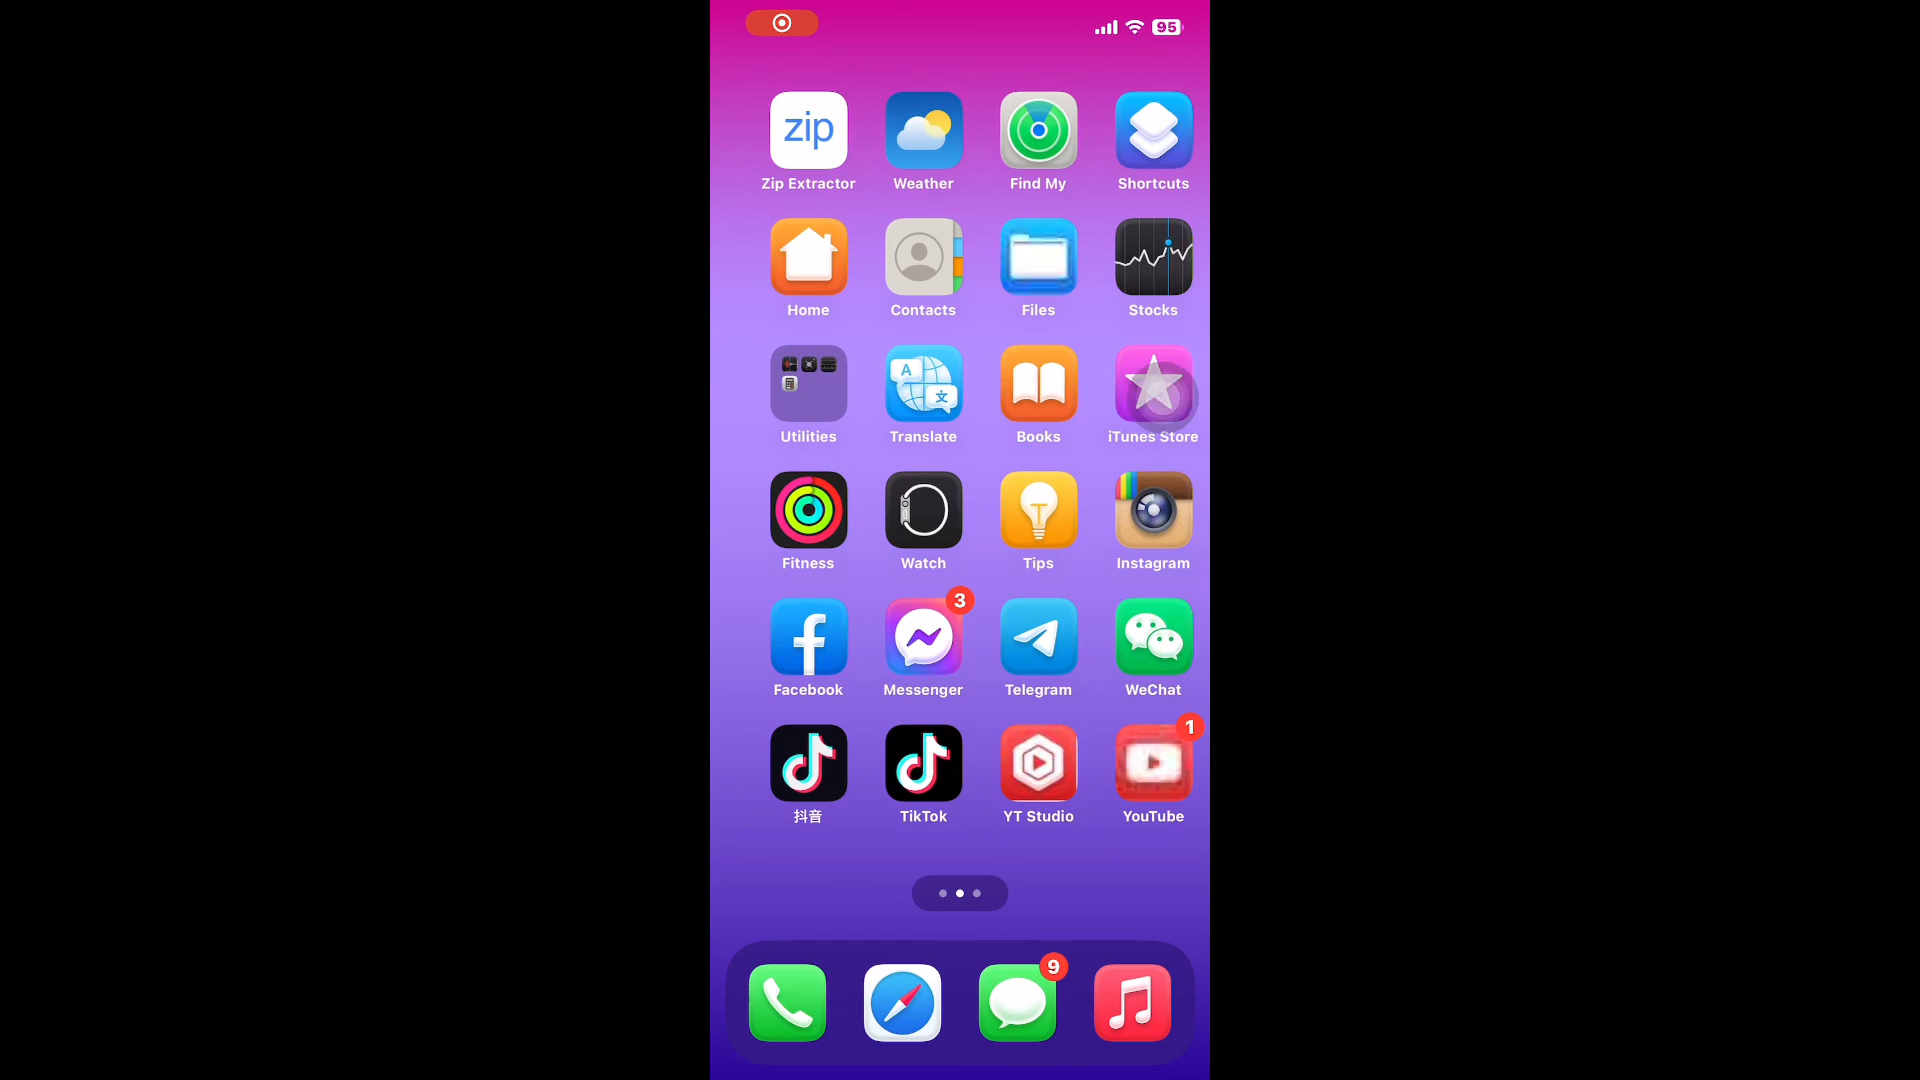 95
zip
Zip Extractor
Weather
Find My
Shortcuts
Home
Contacts
Files
Stocks
A
文
Utilities
Translate
Books
iTunes Store
Fitness
Watch
Tips
Instagram
3
Facebook
Messenger
Telegram
WeChat
1
抖音
TikTok
YT Studio
YouTube
9